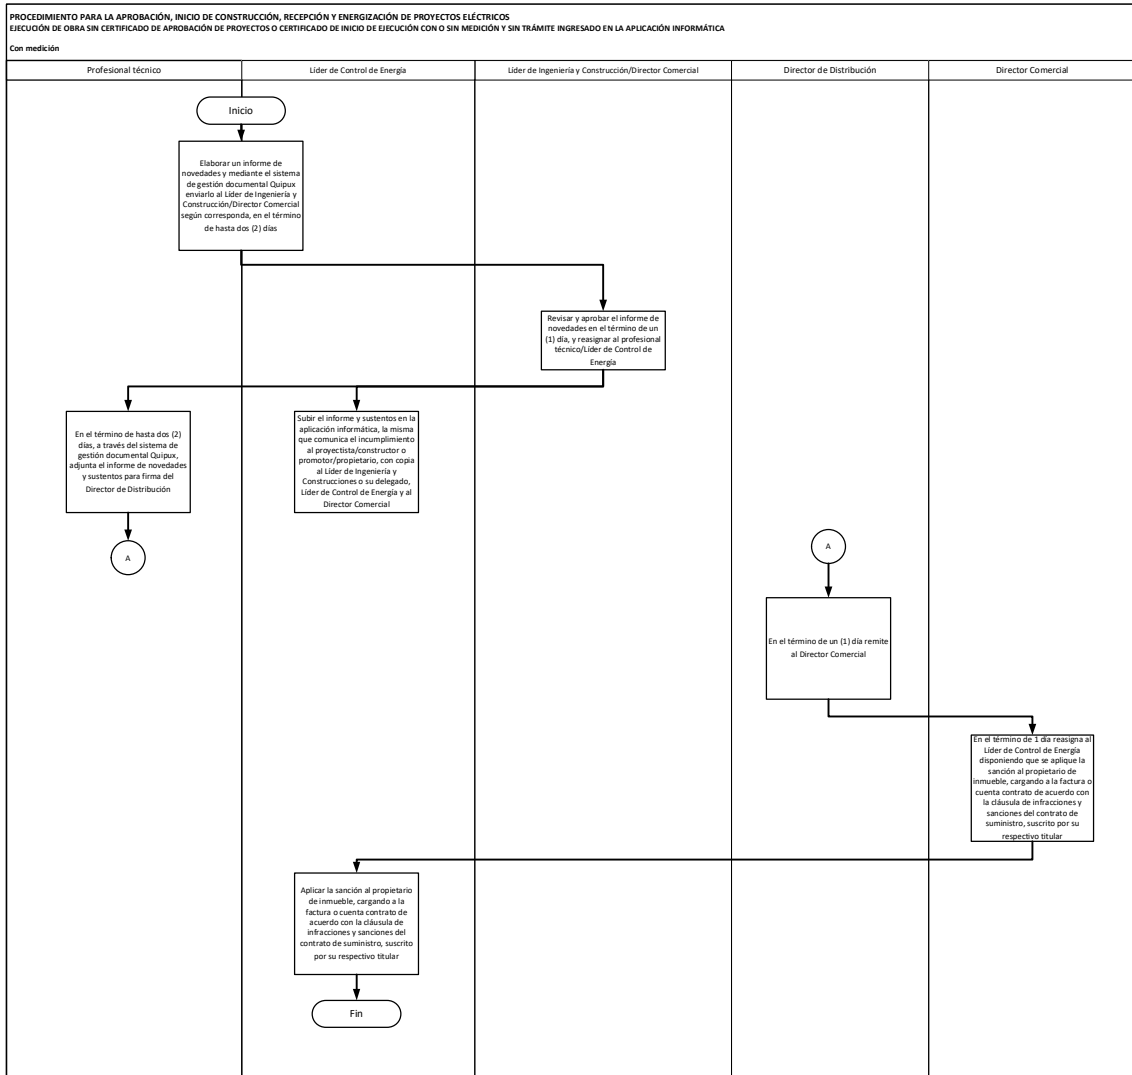 PROCEDIMIENTO PARA LA APROBACIÓN, INICIO DE CONSTRUCCIÓN, RECEPCIÓN Y ENERGIZACIÓN DE PROYECTOS ELÉCTRICOS
EJECUCIÓN DE OBRA SIN CERTIFICADO DE APROBACIÓN DE PROYECTOS O CERTIFICADO DE INICIO DE EJECUCIÓN CON O SIN MEDICIÓN Y SIN TRÁMITE INGRESADO EN LA APLICACIÓN INFORMÁTICA
Con medición
Profesional técnico
Líder de Control de Energía
Líder de Ingeniería y Construcción/Director Comercial
Director de Distribución
Director Comercial
Inicio
Elaborar un informe de
novedades y mediante el sistema
de gestión documental Quipux
enviarlo al Líder de Ingeniería y
Construcción/Director Comercial
según corresponda, en el término
de hasta dos (2) días
Revisar y aprobar el informe de
novedades en el término de un
(1) día, y reasignar al profesional
técnico/Líder de Control de
Energía
En el término de hasta dos (2)
días, a través del sistema de
gestión documental Quipux,
adjunta el informe de novedades
y sustentos para firma del
Director de Distribución
Subir el informe y sustentos en la
aplicación informática, la misma
que comunica el incumplimiento
al proyectista/constructor o
promotor/propietario, con copia
al Líder de Ingeniería y
Construcciones o su delegado,
Líder de Control de Energía y al
Director Comercial
A
A
En el término de un (1) día remite
al Director Comercial
En el término de 1 día reasigna al
Líder de Control de Energía
disponiendo que se aplique la
sanción al propietario de
inmueble, cargando a la factura o
cuenta contrato de acuerdo con
la cláusula de infracciones y
sanciones del contrato de
suministro, suscrito por su
respectivo titular
Aplicar la sanción al propietario
de inmueble, cargando a la
factura o cuenta contrato de
acuerdo con la cláusula de
infracciones y sanciones del
contrato de suministro, suscrito
por su respectivo titular
Fin